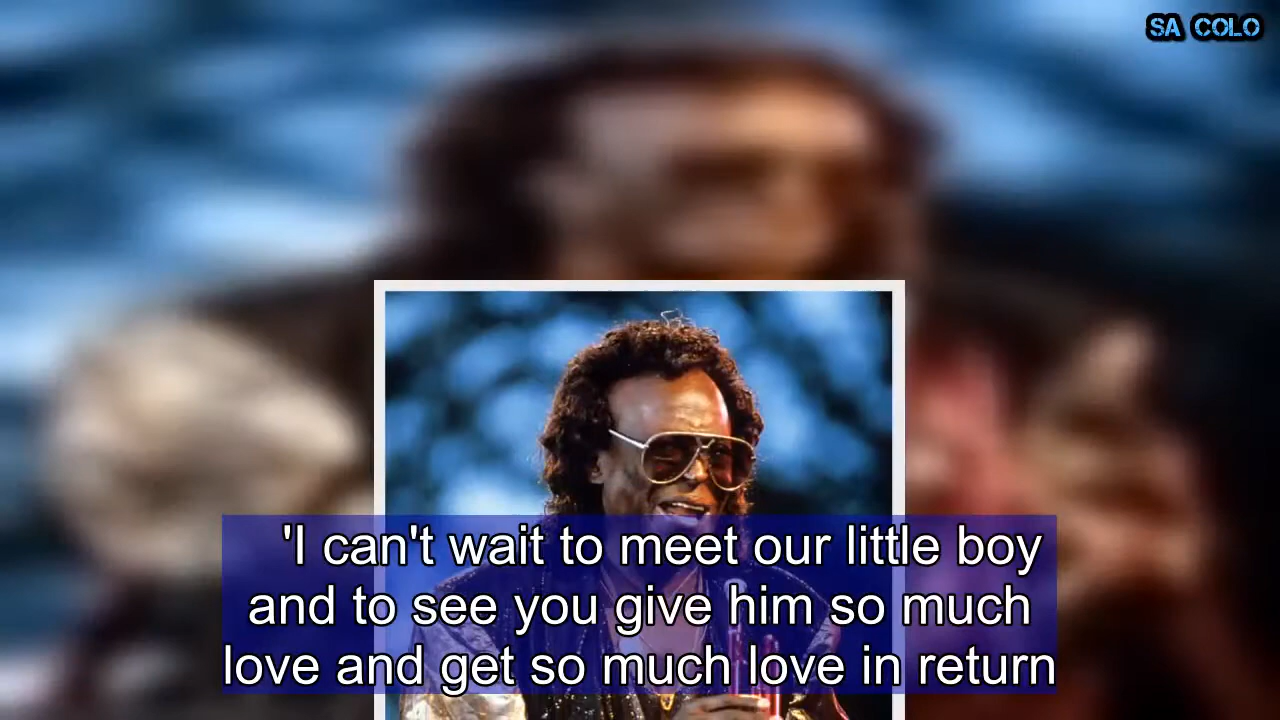 SA COLO
'I can't wait to meet our little boy
and to see you give him so much
love and get so much love in return